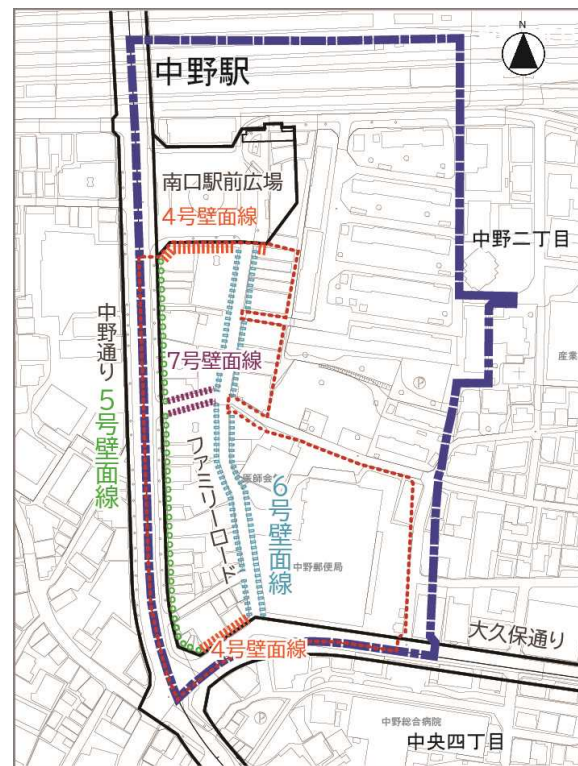 N
中野駅
南口駅前広場
4号壁面線
中野二丁目
産業
中野通り
5号壁面線
7号壁面線
P
ファミリーロード
医師会
6号壁面線
中野郵便局
大久保通り
4号壁面線
P
中野総合病院
中央四丁目